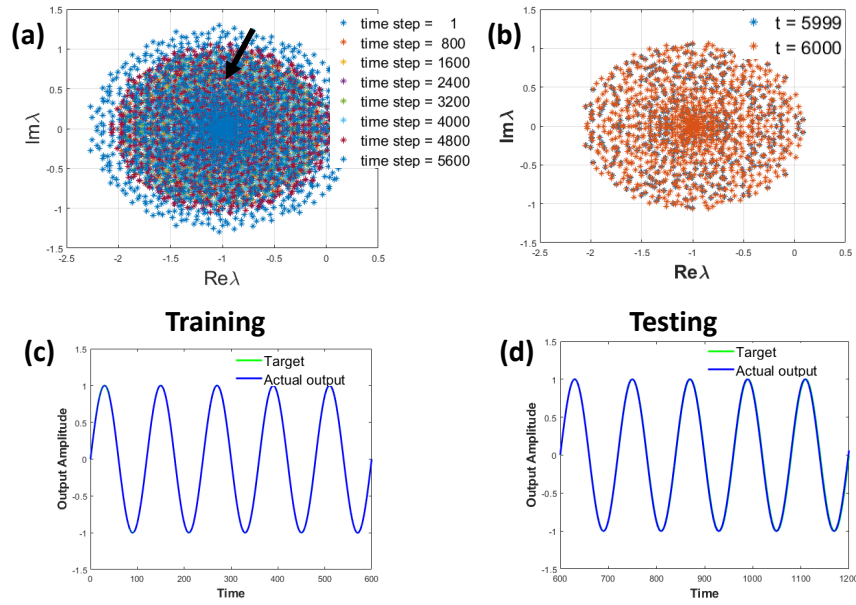 (a)
time step = 1
time step = 800
time step = 1600
time step = 2400
time step = 3200
time step = 4000
time step = 4800
time step = 5600
1.5
1
0.5
0
-0.5
-1
-1.5
Im λ
-2.5
-2
-1.5
-1
-0.5
0
0.5
Re λ
(b)
t = 5999
t = 6000
1.5
1
0.5
0
-0.5
-1
-1.5
Im λ
-2.5
-2
-1.5
-1
-0.5
0
0.5
Re λ
Training
(c)
Target
Actual output
1.5
1
0.5
0
-0.5
-1
-1.5
Output Amplitude
0
100
200
300
400
500
600
Time
Testing
(d)
Target
Actual output
1.5
1
0.5
0
-0.5
-1
-1.5
Output Amplitude
600
700
800
900
1000
1100
1200
Time